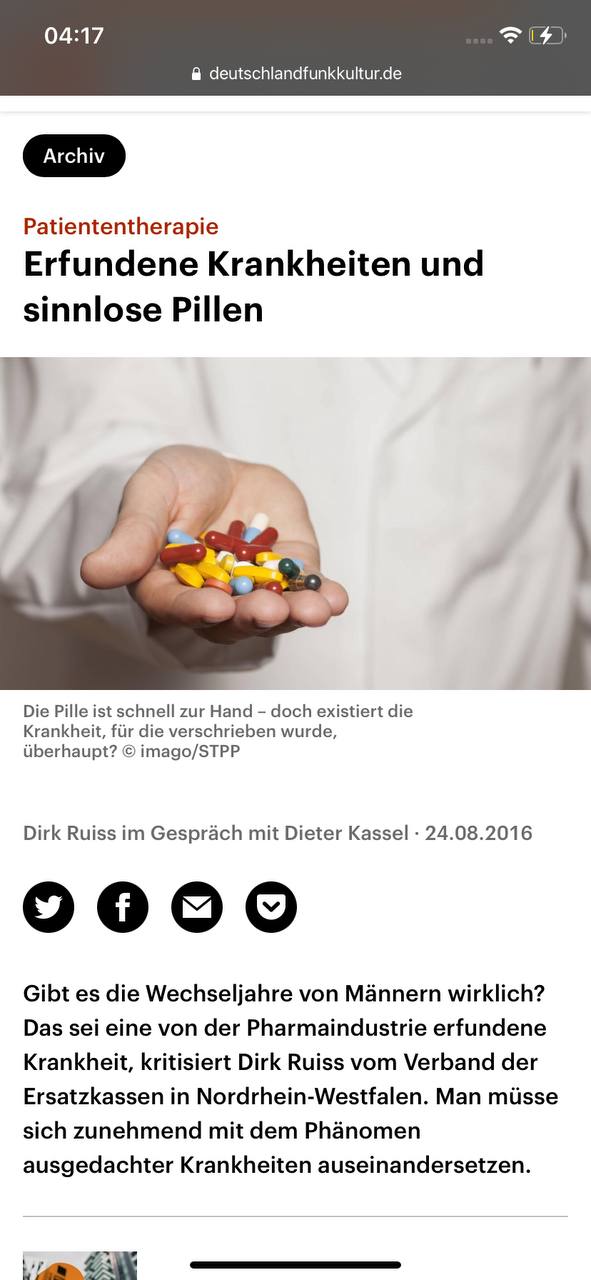 04:17
deutschlandfunkkultur.de
Archiv
Patiententherapie
Erfundene Krankheiten und
sinnlose Pillen
Die Pille ist schnell zur Hand – doch existiert die
Krankheit, für die verschrieben wurde,
überhaupt? © imago/STPP
Dirk Ruiss im Gespräch mit Dieter Kassel · 24.08.2016
Gibt es die Wechseljahre von Männern wirklich?
Das sei eine von der Pharmaindustrie erfundene
Krankheit, kritisiert Dirk Ruiss vom Verband der
Ersatzkassen in Nordrhein-Westfalen. Man müsse
sich zunehmend mit dem Phänomen
ausgedachter Krankheiten auseinandersetzen.